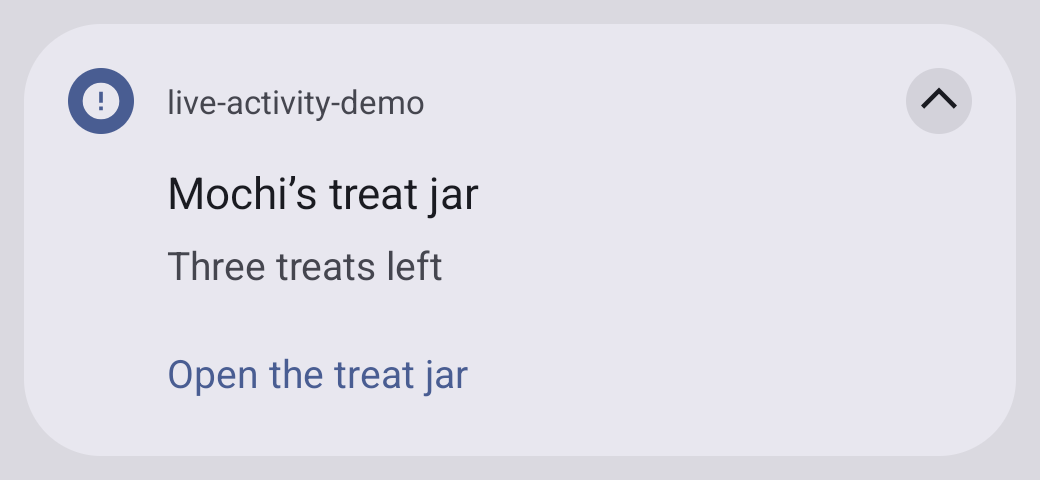 live-activity-demo
Mochi’s treat jar
Three treats left
Open the treat jar